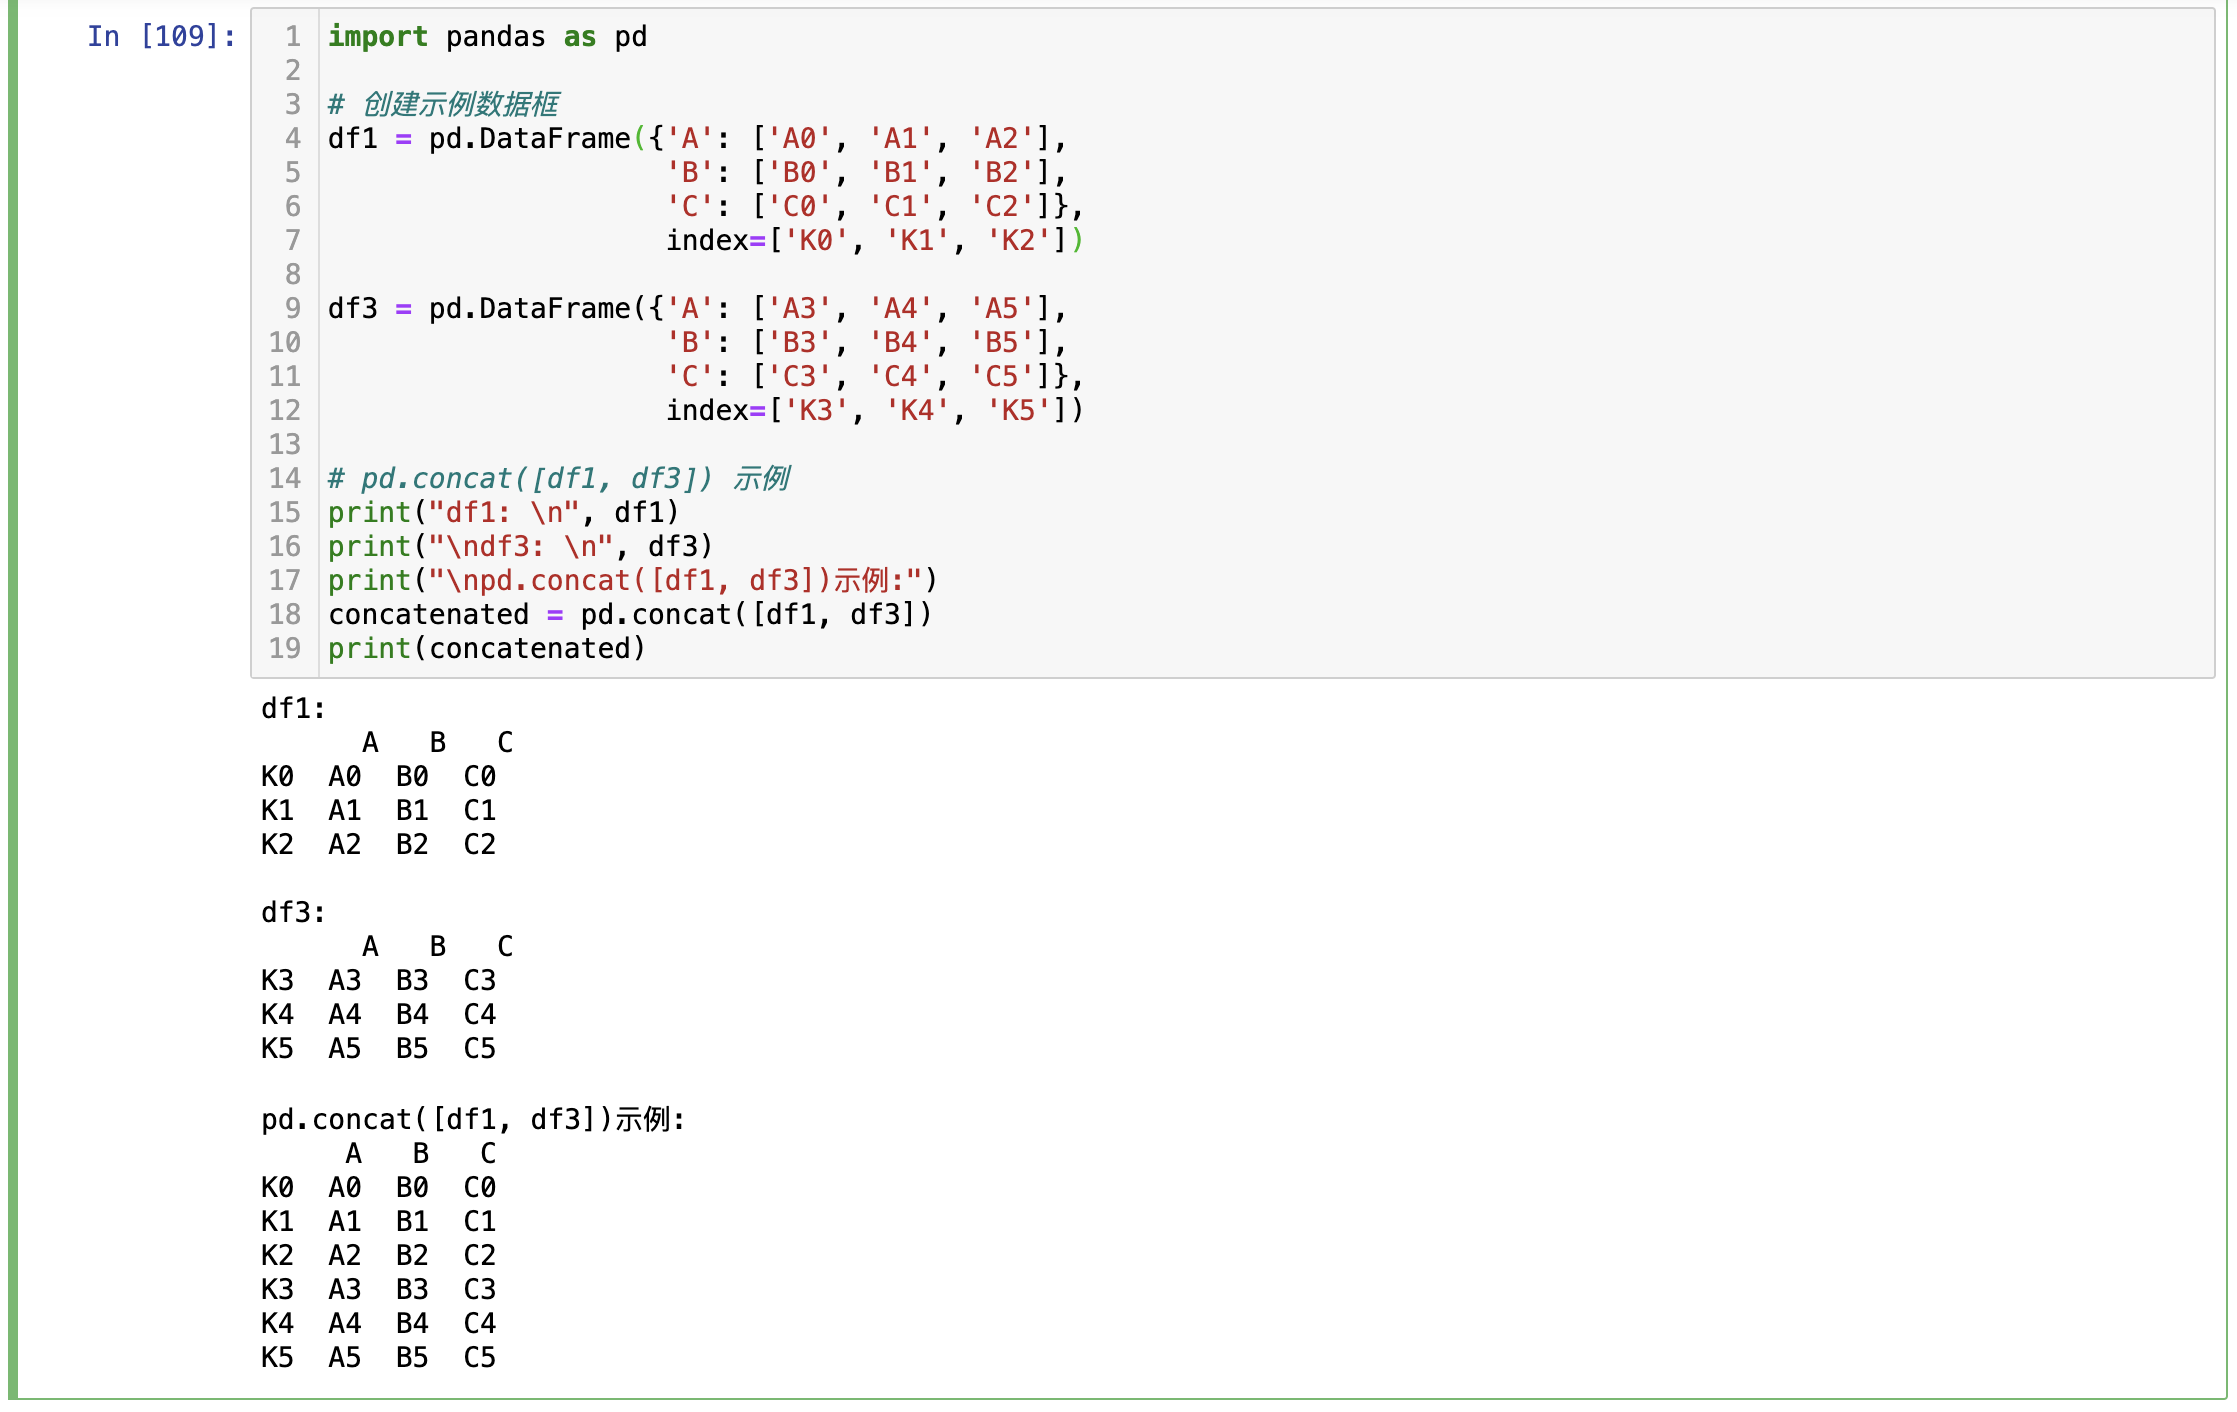 In [109]:
1 import pandas as pd
2
3 # 创建示例数据框
4 df1 = pd.DataFrame({'A': ['A0', 'A1', 'A2'],
5                     'B': ['B0', 'B1', 'B2'],
6                     'C': ['C0', 'C1', 'C2']},
7                     index=['K0', 'K1', 'K2'])
8
9 df3 = pd.DataFrame({'A': ['A3', 'A4', 'A5'],
10                     'B': ['B3', 'B4', 'B5'],
11                     'C': ['C3', 'C4', 'C5']},
12                     index=['K3', 'K4', 'K5'])
13
14 # pd.concat([df1, df3]) 示例
15 print("df1: \n", df1)
16 print("\ndf3: \n", df3)
17 print("\npd.concat([df1, df3])示例:")
18 concatenated = pd.concat([df1, df3])
19 print(concatenated)
df1:
      A   B   C
K0  A0  B0  C0
K1  A1  B1  C1
K2  A2  B2  C2
df3:
      A   B   C
K3  A3  B3  C3
K4  A4  B4  C4
K5  A5  B5  C5
pd.concat([df1, df3])示例:
     A   B   C
K0  A0  B0  C0
K1  A1  B1  C1
K2  A2  B2  C2
K3  A3  B3  C3
K4  A4  B4  C4
K5  A5  B5  C5